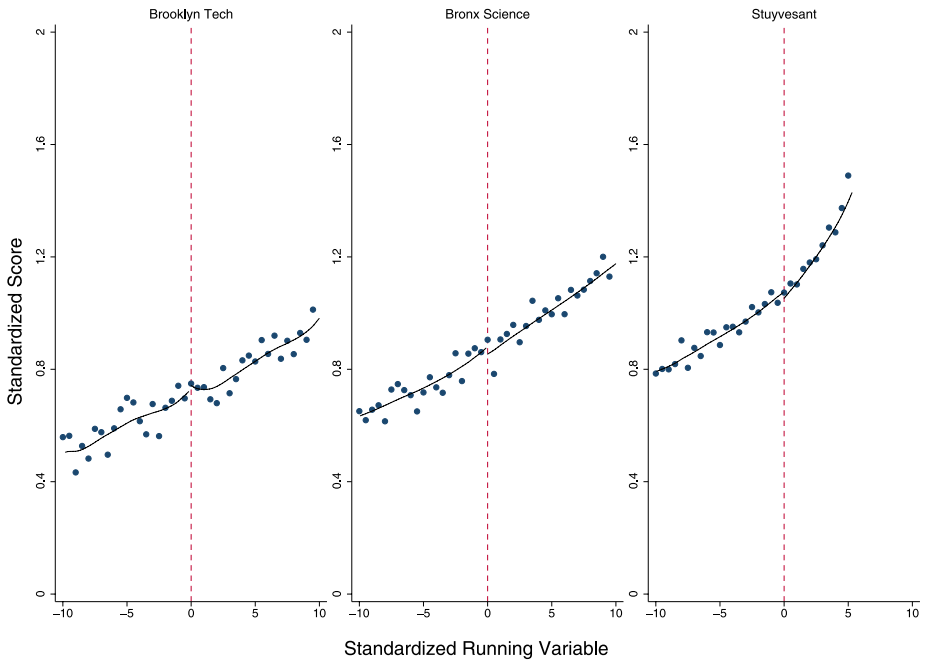 Brooklyn Tech
Bronx Science
Stuyvesant
Standardized Score
2
1.6
1.2
0.8
0.4
0
2
1.6
1.2
0.8
0.4
0
2
1.6
1.2
0.8
0.4
0
−10 −5 0 5 10
−10 −5 0 5 10
−10 −5 0 5 10
Standardized Running Variable